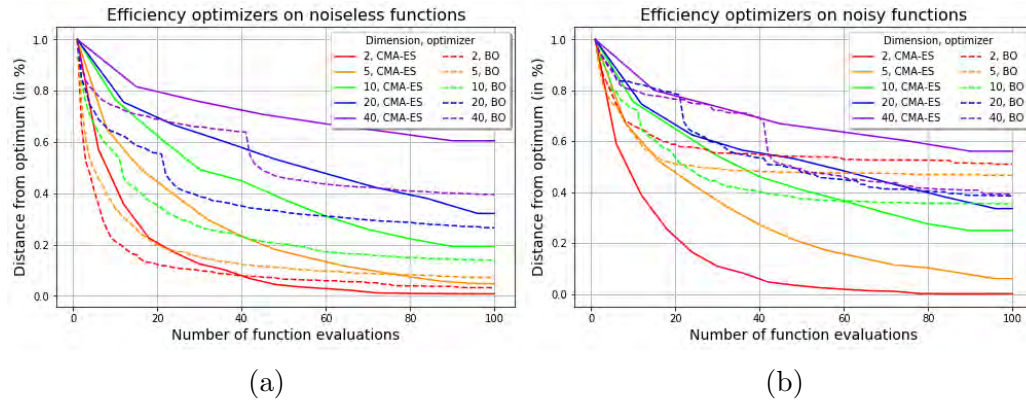 Efficiency optimizers on noiseless functions
Distance from optimum (in %)
1.0
0.8
0.6
0.4
0.2
0.0
Dimension, optimizer
2, CMA-ES 2, BO
5, CMA-ES 5, BO
10, CMA-ES 10, BO
20, CMA-ES 20, BO
40, CMA-ES 40, BO
0 20 40 60 80 100
Number of function evaluations
(a)
Efficiency optimizers on noisy functions
Distance from optimum (in %)
1.0
0.8
0.6
0.4
0.2
0.0
Dimension, optimizer
2, CMA-ES 2, BO
5, CMA-ES 5, BO
10, CMA-ES 10, BO
20, CMA-ES 20, BO
40, CMA-ES 40, BO
0 20 40 60 80 100
Number of function evaluations
(b)